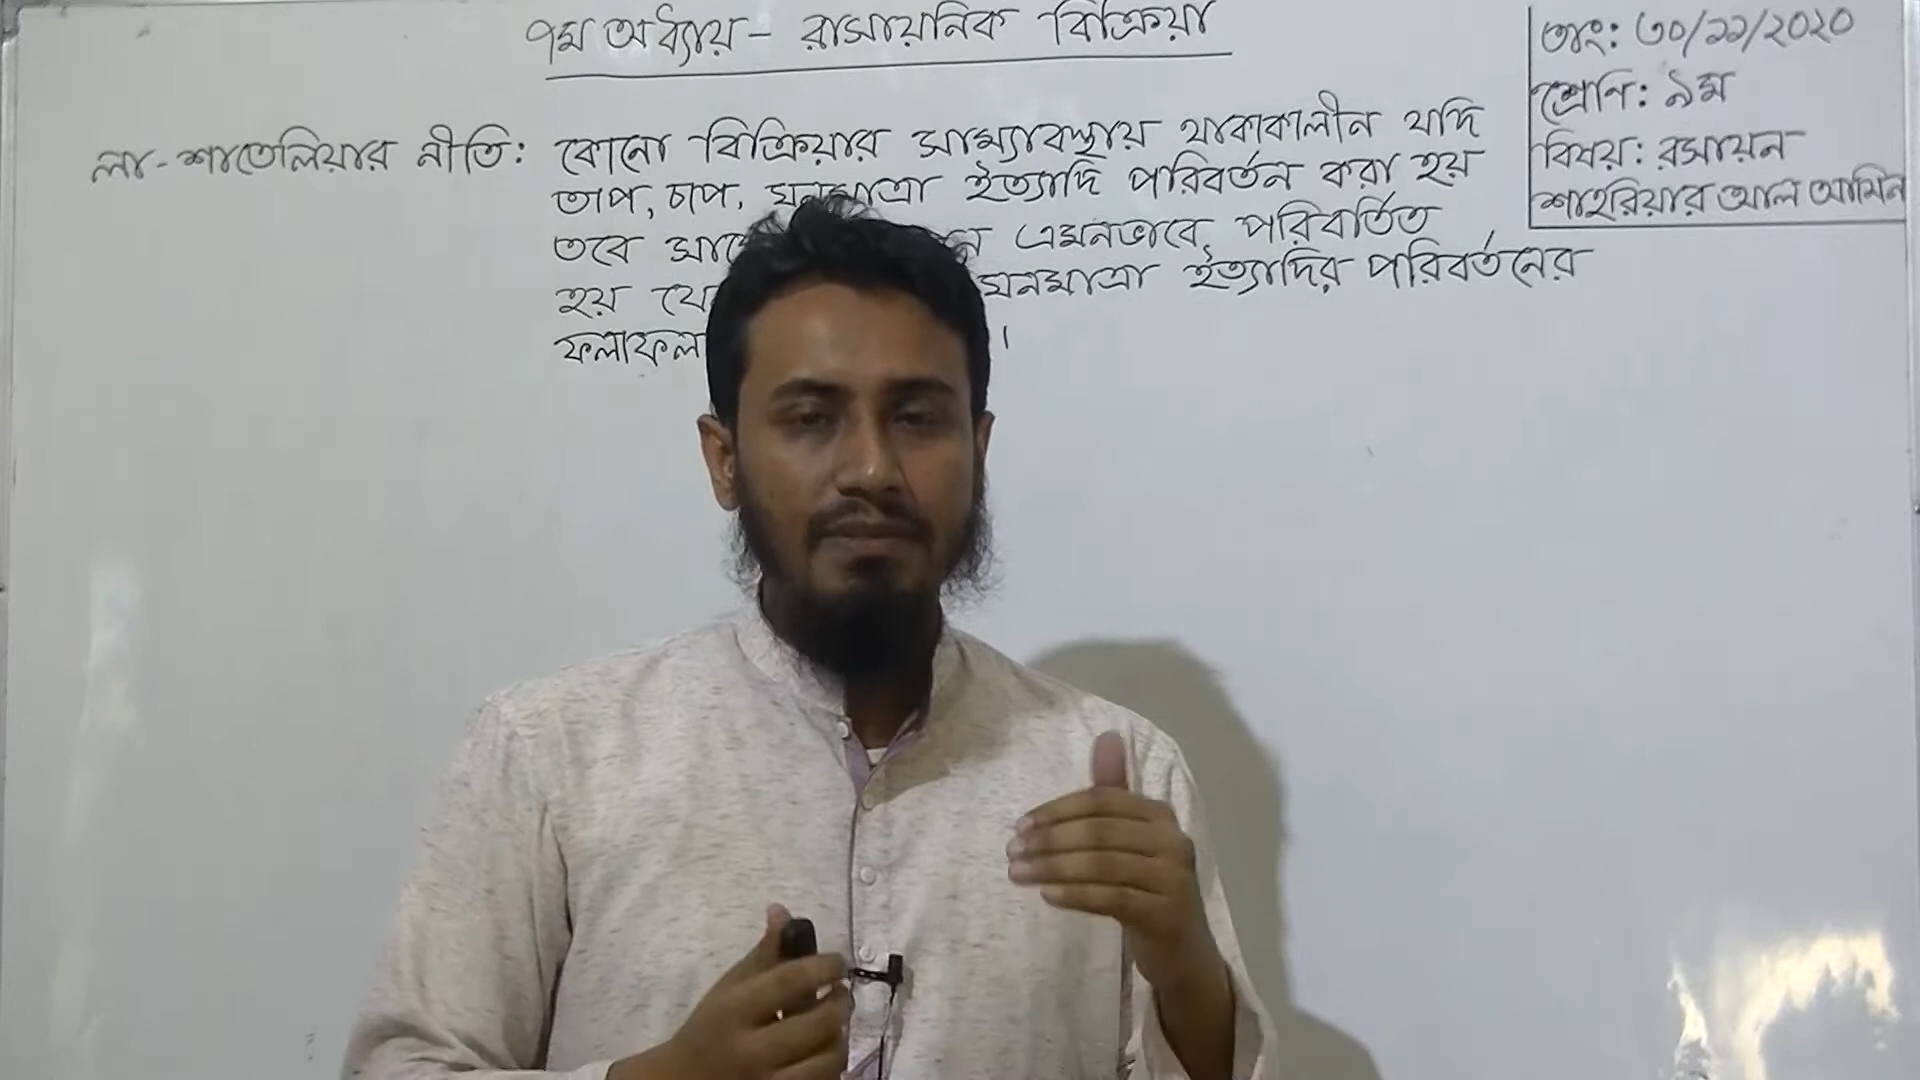 ৭ম অধ্যায় - রাসায়নিক বিক্রিয়া
তাং: ৩০/১১/২০২০
শ্রেণি: ৯ম
বিষয়: রসায়ন
শাহরিয়ার আল আমিন
লা-শাতেলিয়ার নীতি: কোনো বিক্রিয়ার সাম্যাবস্থায় থাকাকালীন যদি
তাপ, চাপ, ঘনমাত্রা ইত্যাদি পরিবর্তন করা হয়
তবে এমনভাবে পরিবর্তিত
হয় ঘনমাত্রা ইত্যাদির পরিবর্তনের
ফলাফল ।